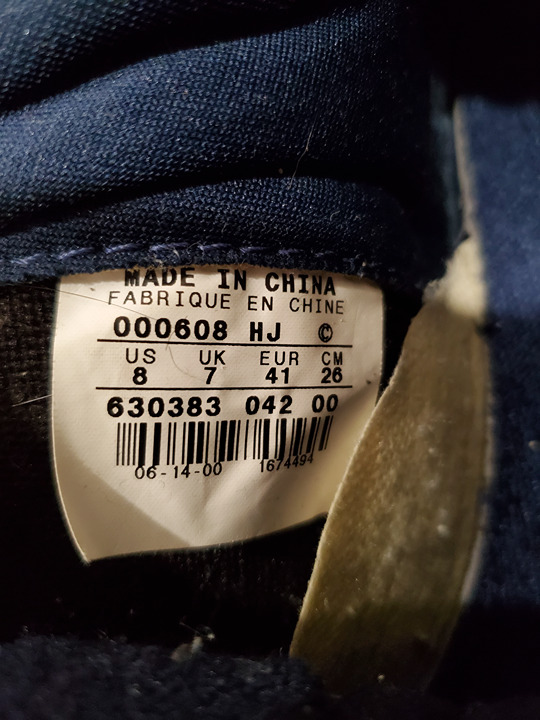 MADE IN CHINA
FABRIQUE EN CHINE
000608 HJ ©
US UK EUR CM
8 7 41 26
630383 042 00
06-14-00 1674494